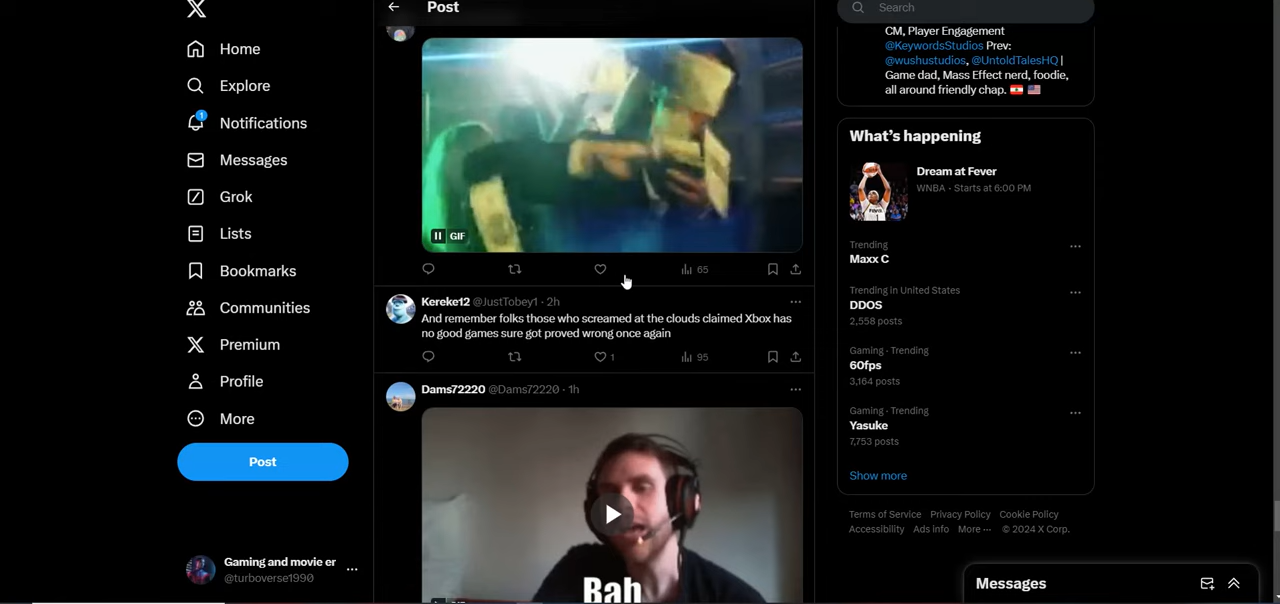 Post
Search
Home
Explore
1
Notifications
Messages
Grok
Lists
Bookmarks
Communities
Premium
Profile
More
Post
Gaming and movie er
@turboverse1990
GIF
65
Kereke12 @JustTobey1 · 2h
And remember folks those who screamed at the clouds claimed Xbox has
no good games sure got proved wrong once again
1
95
Dams72220 @Dams72220 · 1h
Bah
CM, Player Engagement
@KeywordsStudios Prev:
@wushustudios, @UntoldTalesHQ |
Game dad, Mass Effect nerd, foodie,
all around friendly chap.
What's happening
Dream at Fever
WNBA · Starts at 6:00 PM
Trending
Maxx C
Trending in United States
DDOS
2,558 posts
Gaming · Trending
60fps
3,164 posts
Gaming · Trending
Yasuke
7,753 posts
Show more
Terms of Service Privacy Policy Cookie Policy
Accessibility Ads info More ··· © 2024 X Corp.
Messages